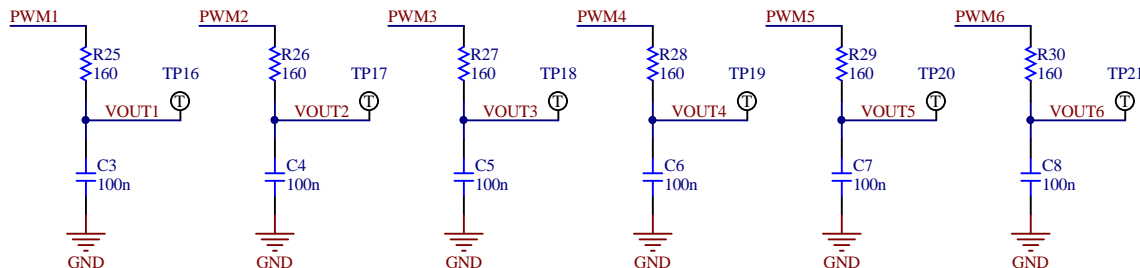 PWM1 PWM2 PWM3 PWM4 PWM5 PWM6
R25 R26 R27 R28 R29 R30
160 160 160 160 160 160
TP16 TP17 TP18 TP19 TP20 TP21
T T T T T T
VOUT1 VOUT2 VOUT3 VOUT4 VOUT5 VOUT6
C3 C4 C5 C6 C7 C8
100n 100n 100n 100n 100n 100n
GND GND GND GND GND GND